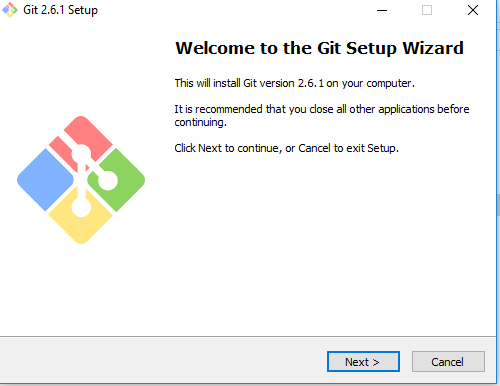 Git 2.6.1 Setup
Welcome to the Git Setup Wizard
This will install Git version 2.6.1 on your computer.
It is recommended that you close all other applications before
continuing.
Click Next to continue, or Cancel to exit Setup.
Next >
Cancel